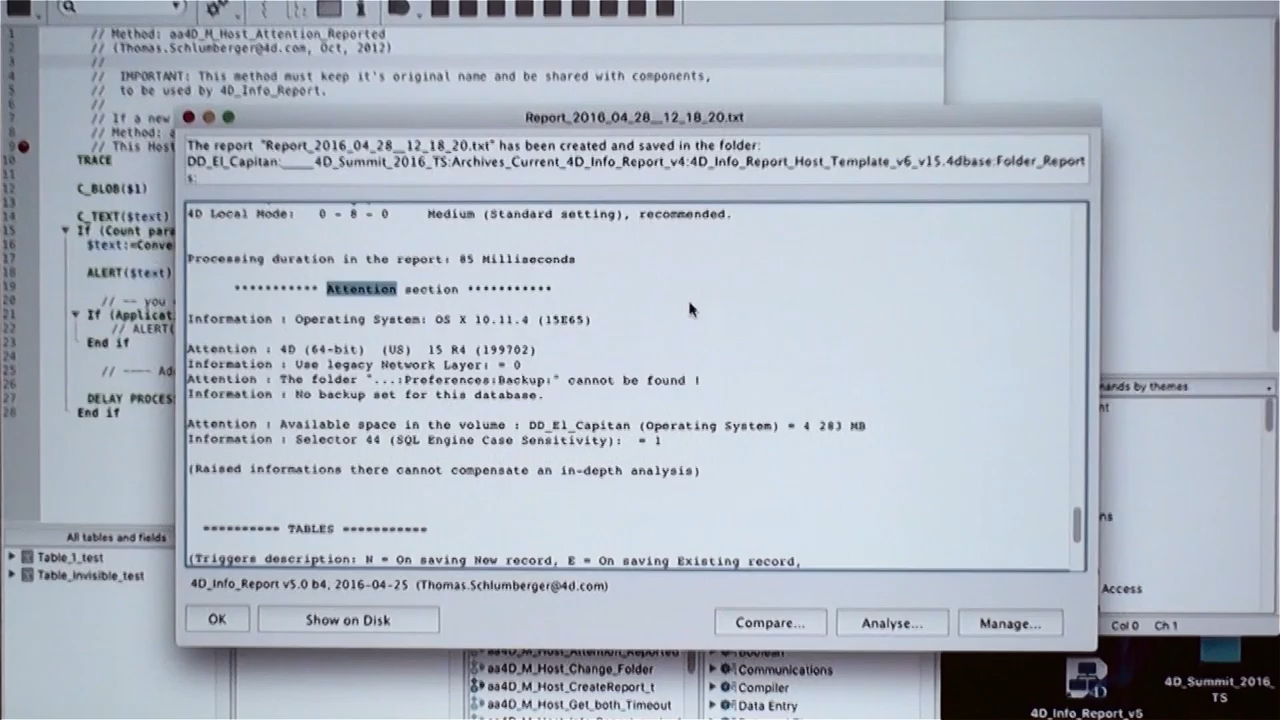 // Method: aa4D_M_Host_Attention_Reported
// (Thomas.Schlumberger@4d.com, Oct, 2012)
//
// IMPORTANT: This method must keep it's original name and be shared with components,
// to be used by 4D_Info_Report.
//
// If a new
// Method: a
// This Host
TRACE
C_BLOB($1)
C_TEXT($text)
If (Count para
$text:=Conve
ALERT($text)
// -- you
If (Applicat
// ALERT(
End if
// ---- Ad
DELAY PROCES
End if
Report_2016_04_28__12_18_20.txt
The report "Report_2016_04_28__12_18_20.txt" has been created and saved in the folder:
DD_El_Capitan:____4D_Summit_2016_TS:Archives_Current_4D_Info_Report_v4:4D_Info_Report_Host_Template_v6_v15.4dbase:Folder_Report
s:
4D Local Mode: 0 - 8 - 0 Medium (Standard setting), recommended.
Processing duration in the report: 85 Milliseconds
*********** Attention section ***********
Information : Operating System: OS X 10.11.4 (15E65)
Attention : 4D (64-bit) (US) 15 R4 (199702)
Information : Use legacy Network Layer: = 0
Attention : The folder "...:Preferences:Backup:" cannot be found !
Information : No backup set for this database.
Attention : Available space in the volume : DD_El_Capitan (Operating System) = 4 283 MB
Information : Selector 44 (SQL Engine Case Sensitivity): = 1
(Raised informations there cannot compensate an in-depth analysis)
========== TABLES ===========
(Triggers description: N = On saving New record, E = On saving Existing record,
4D_Info_Report v5.0 b4, 2016-04-25 (Thomas.Schlumberger@4d.com)
OK
Show on Disk
Compare...
Analyse...
Manage...
All tables and fields
Table_1_test
Table_Invisible_test
aa4D_M_Host_Attention_Reported
aa4D_M_Host_Change_Folder
aa4D_M_Host_CreateReport_t
aa4D_M_Host_Get_both_Timeout
Boolean
Communications
Compiler
Data Entry
ands by themes
nt
ns
Access
Col 0 Ch 1
4D_Info_Report_v5
4D_Summit_2016_
TS